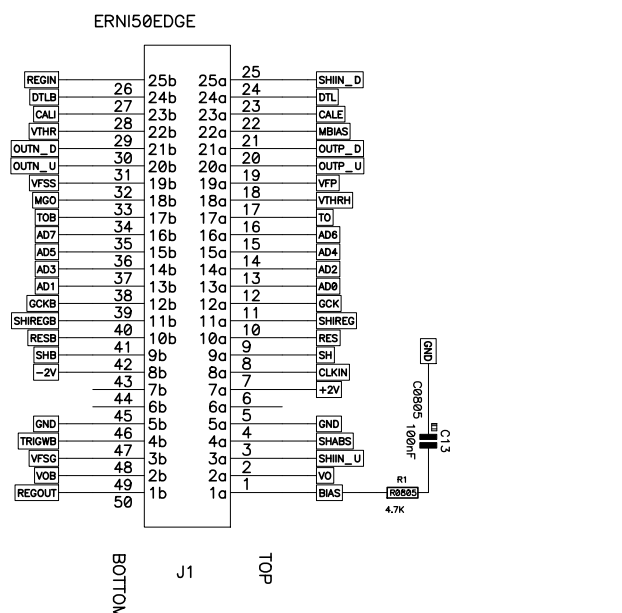 ERNI50EDGE
REGIN 25b 25a 25 SHIIN_D
DTLB 26 24b 24a 24 DTL
CALI 27 23b 23a 23 CALE
VTHR 28 22b 22a 22 MBIAS
OUTN_D 29 21b 21a 21 OUTP_D
OUTN_U 30 20b 20a 20 OUTP_U
VFSS 31 19b 19a 19 VFP
MGO 32 18b 18a 18 VTHRH
TOB 33 17b 17a 17 TO
AD7 34 16b 16a 16 AD6
AD5 35 15b 15a 15 AD4
AD3 36 14b 14a 14 AD2
AD1 37 13b 13a 13 AD0
GCKB 38 12b 12a 12 GCK
SHIREGB 39 11b 11a 11 SHIREG
RESB 40 10b 10a 10 RES
SHB 41 9b 9a 9 SH
-2V 42 8b 8a 8 CLKIN
43 7b 7a 7 +2V
44 6b 6a 6
GND 45 5b 5a 5 GND
TRIGWB 46 4b 4a 4 SHABS
VFSG 47 3b 3a 3 SHIIN_U
VOB 48 2b 2a 2 VO
REGOUT 49 1b 1a 1 BIAS
50
GND
C0805
100nF
C13
R1
R0805
4.7K
BOTTOM
J1
TOP